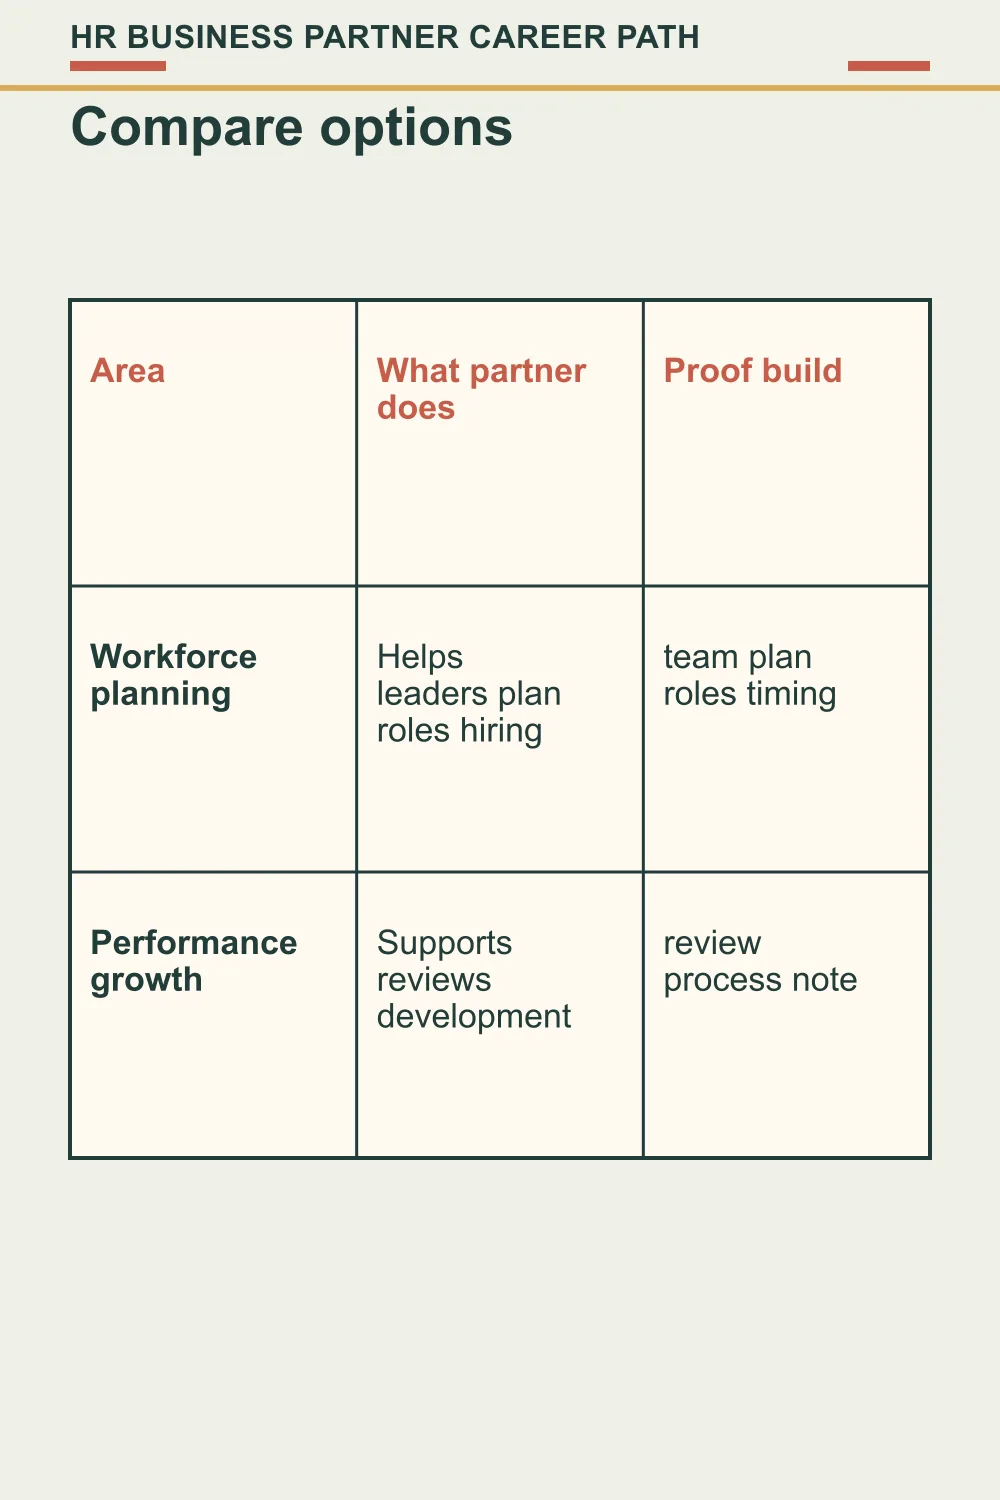 HR BUSINESS PARTNER CAREER PATH
Compare options
Area
What partner
does
Proof build
Workforce
planning
Helps
leaders plan
roles hiring
team plan
roles timing
Performance
growth
Supports
reviews
development
review
process note